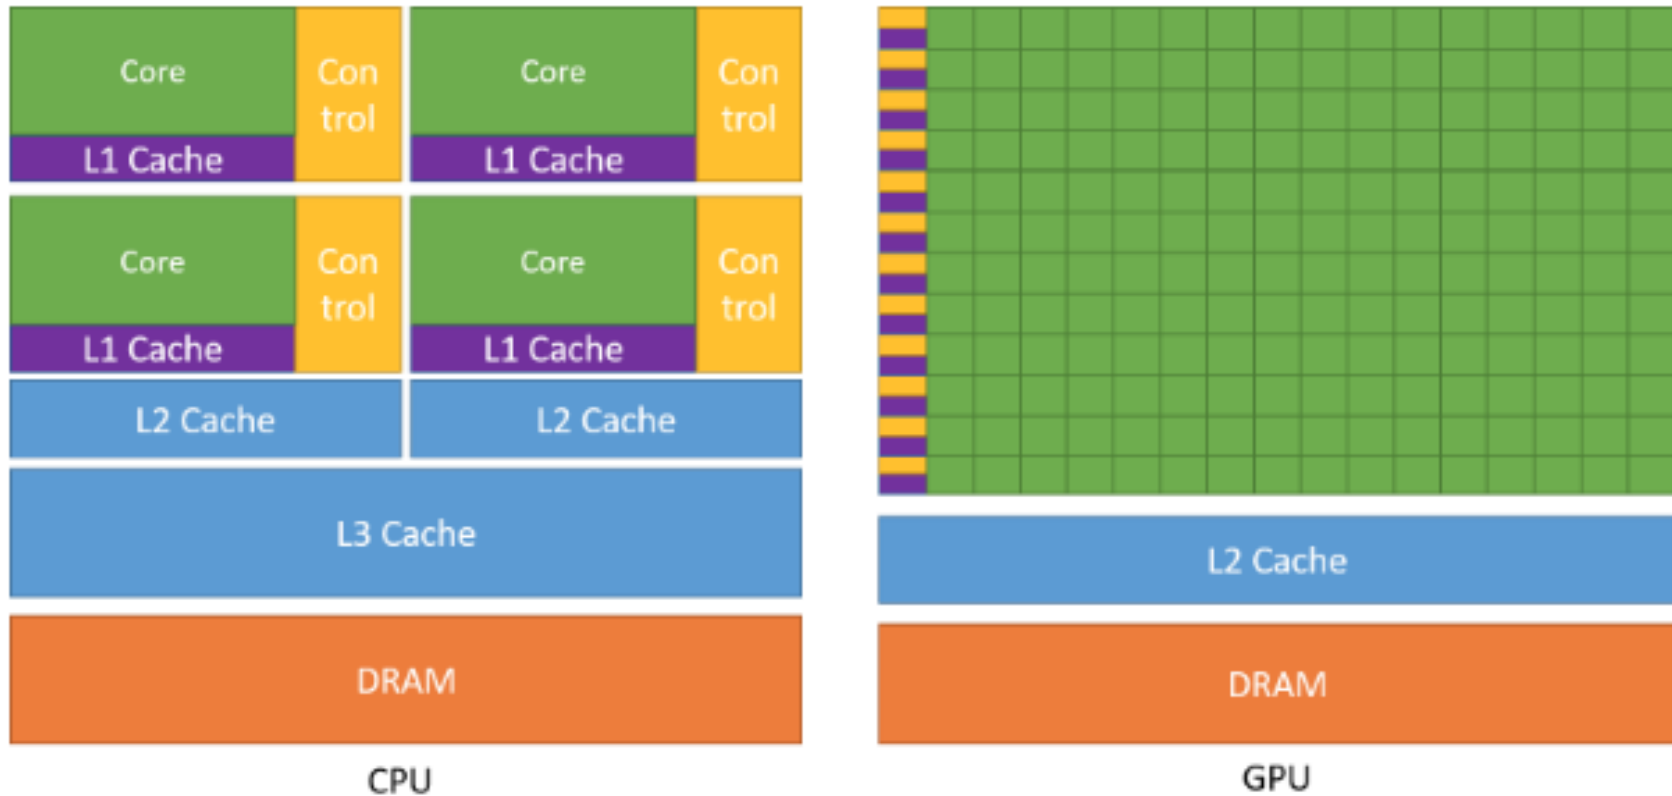 Core
Con
trol
L1 Cache
Core
Con
trol
L1 Cache
Core
Con
trol
L1 Cache
Core
Con
trol
L1 Cache
L2 Cache
L2 Cache
L3 Cache
DRAM
CPU
L2 Cache
DRAM
GPU